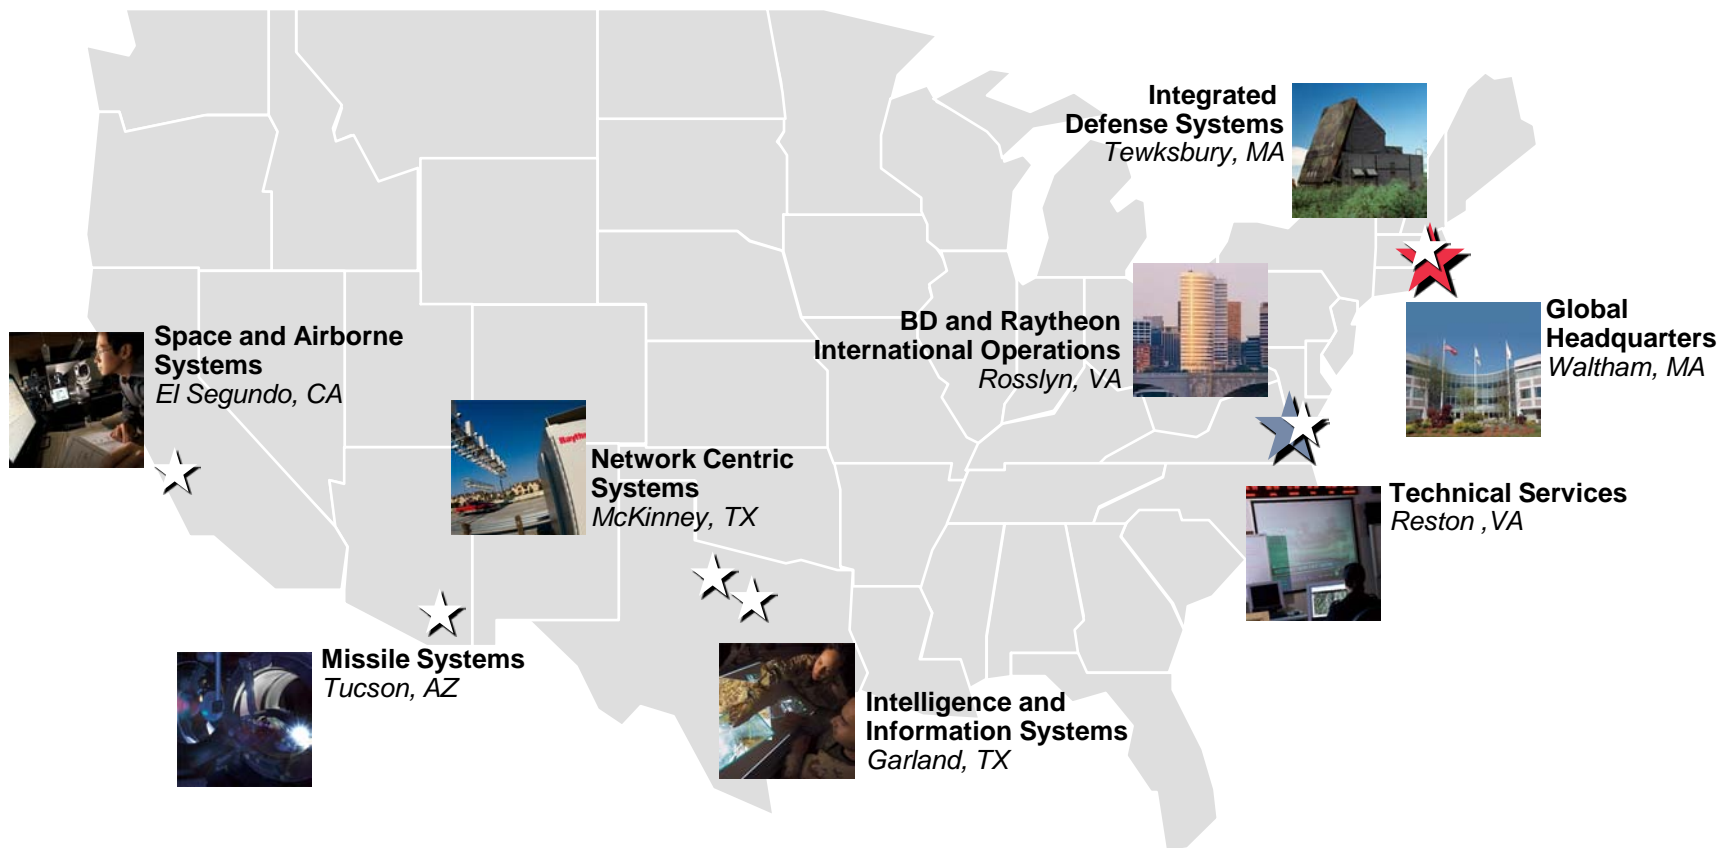 Integrated
Defense Systems
Tewksbury, MA
Global
Headquarters
Waltham, MA
BD and Raytheon
International Operations
Rosslyn, VA
Space and Airborne
Systems
El Segundo, CA
Network Centric
Systems
McKinney, TX
Technical Services
Reston ,VA
Missile Systems
Tucson, AZ
Intelligence and
Information Systems
Garland, TX